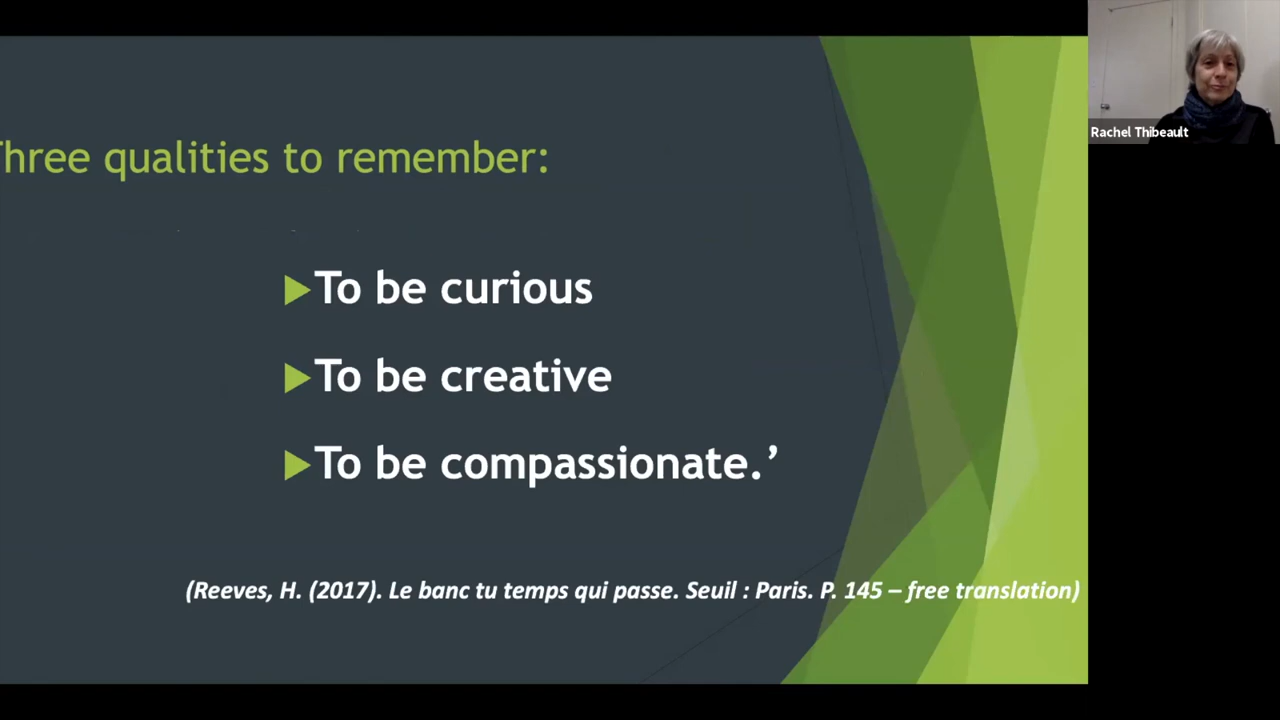 Three qualities to remember:
Rachel Thibeault
▶To be curious
▶To be creative
▶To be compassionate.’
(Reeves, H. (2017). Le banc tu temps qui passe. Seuil : Paris. P. 145 – free translation)